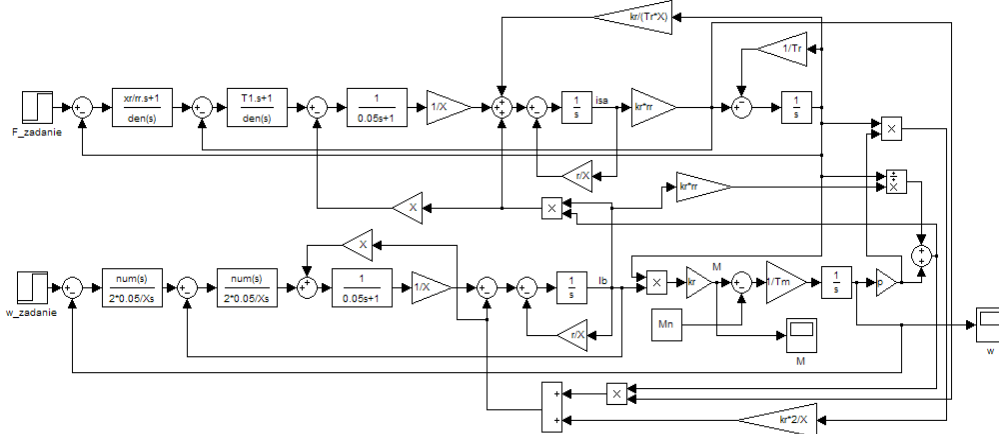 kr/(Tr*X)
1/Tr
xr/rr.s+1
den(s)
T1.s+1
den(s)
1
0.05s+1
1/X
1
s
isa
kr*rr
1
s
F_zadanie
×
r/X
kr*rr
÷
×
X
×
X
num(s)
2*0.05/Xs
num(s)
2*0.05/Xs
1
0.05s+1
1/X
1
s
Ib
×
kr
M
1/Tm
1
s
p
w_zadanie
r/X
Mn
M
w
×
kr*2/X